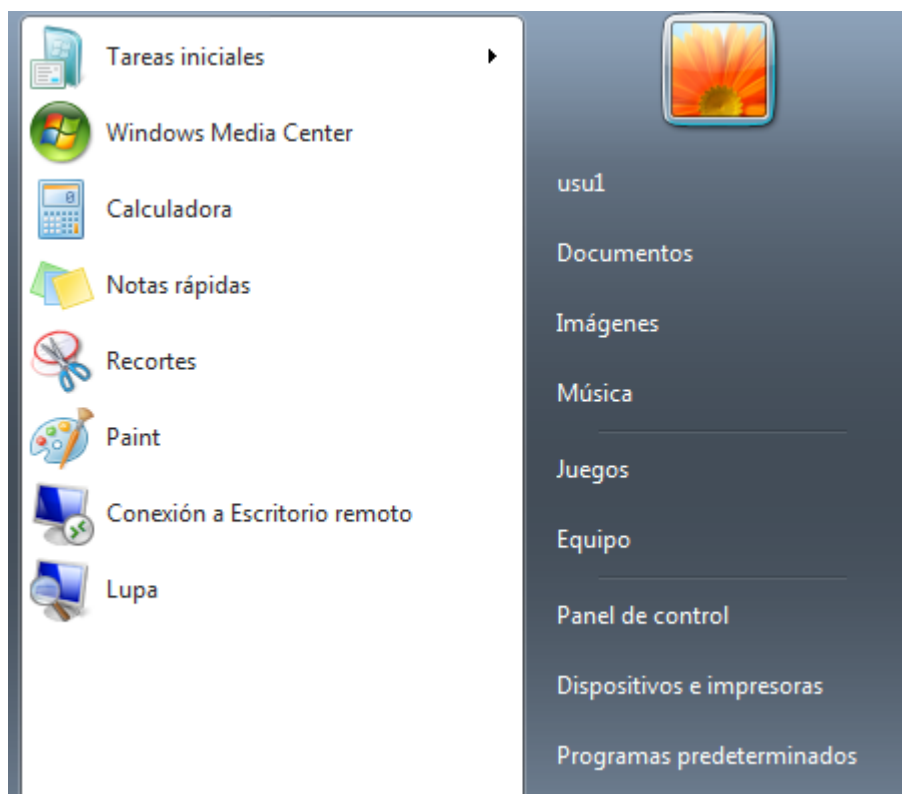 Tareas iniciales
Windows Media Center
Calculadora
Notas rápidas
Recortes
Paint
Conexión a Escritorio remoto
Lupa
usu1
Documentos
Imágenes
Música
Juegos
Equipo
Panel de control
Dispositivos e impresoras
Programas predeterminados